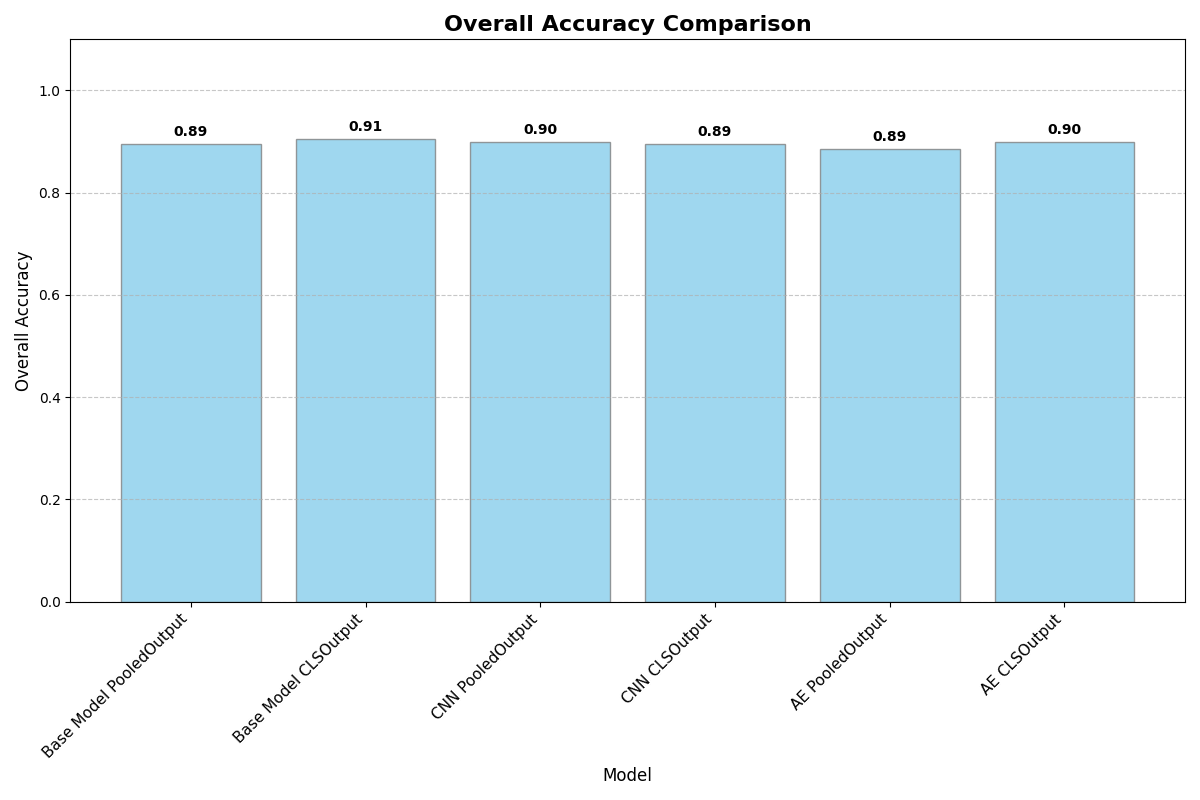 Overall Accuracy Comparison
Overall Accuracy
1.0
0.8
0.6
0.4
0.2
0.0
0.89
0.91
0.90
0.89
0.89
0.90
Base Model PooledOutput
Base Model CLSOutput
CNN PooledOutput
CNN CLSOutput
AE PooledOutput
AE CLSOutput
Model